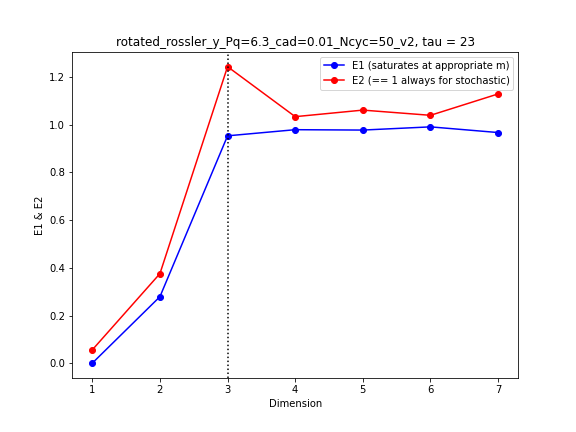 rotated_rossler_y_Pq=6.3_cad=0.01_Ncyc=50_v2, tau = 23
E1 (saturates at appropriate m)
E2 (== 1 always for stochastic)
1.2
1.0
0.8
0.6
0.4
0.2
0.0
E1 & E2
1 2 3 4 5 6 7
Dimension